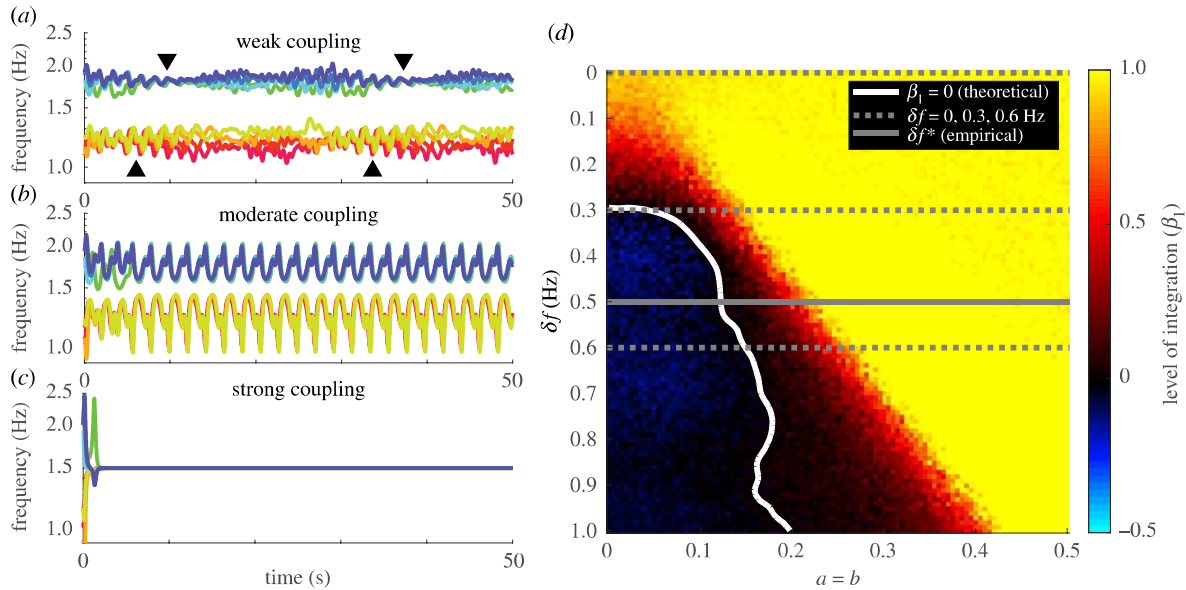 (a)
weak coupling
frequency (Hz)
2.5
2.0
1.5
1.0
0
50
(b)
moderate coupling
frequency (Hz)
2.5
2.0
1.5
1.0
0
50
(c)
strong coupling
frequency (Hz)
2.0
1.5
1.0
0
50
time (s)
(d)
β1 = 0 (theoretical)
δf = 0, 0.3, 0.6 Hz
δf* (empirical)
δf (Hz)
0
0.1
0.2
0.3
0.4
0.5
0.6
0.7
0.8
0.9
1.0
0 0.1 0.2 0.3 0.4 0.5
a = b
1.0
0.5
0
−0.5
level of integration (β1)